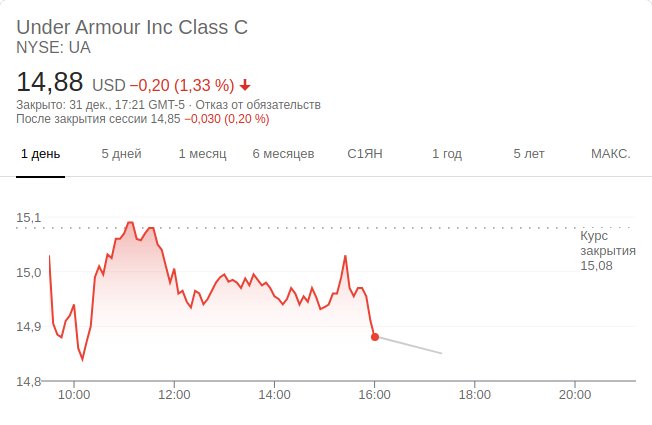 Under Armour Inc Class C
NYSE: UA
14,88 USD −0,20 (1,33 %)
Закрыто: 31 дек., 17:21 GMT-5 · Отказ от обязательств
После закрытия сессии 14,85 −0,030 (0,20 %)
1 день 5 дней 1 месяц 6 месяцев С1ЯН 1 год 5 лет МАКС.
15,1
Курс
закрытия
15,08
15,0
14,9
14,8
10:00 12:00 14:00 16:00 18:00 20:00